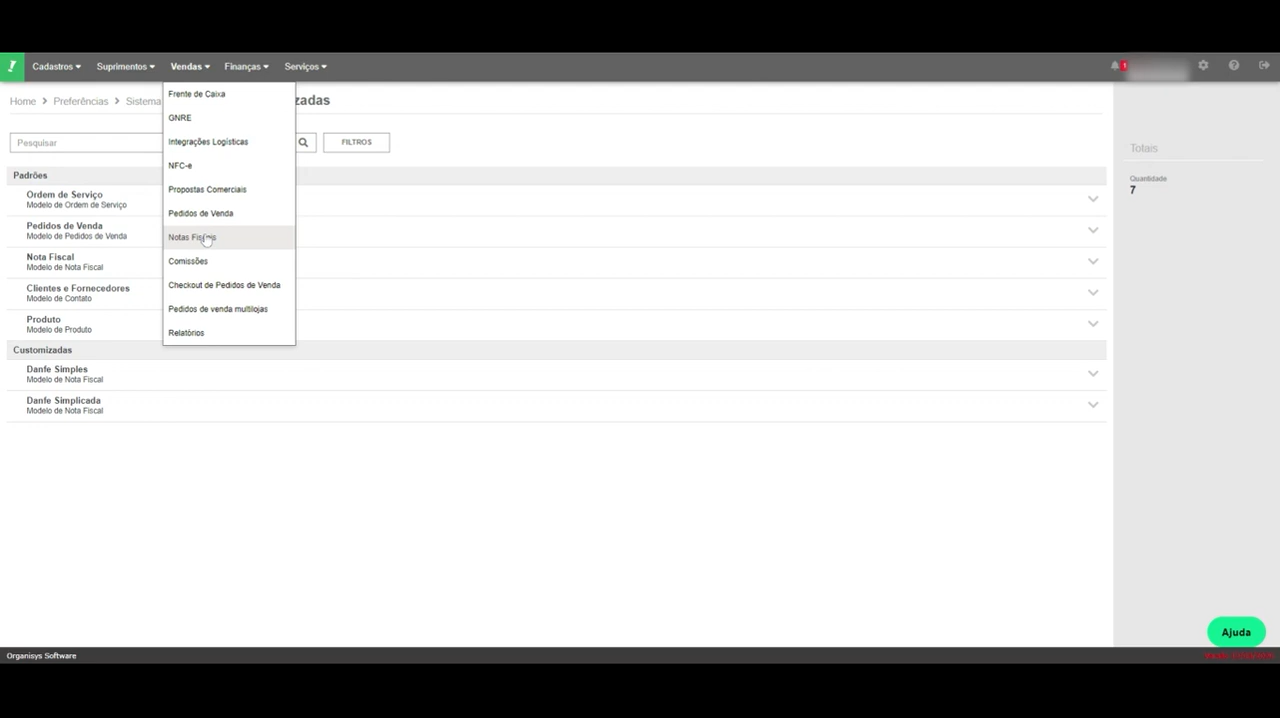 Cadastros Suprimentos Vendas Finanças Serviços 1
Home > Preferências > Sistema
zadas
Pesquisar
FILTROS
Frente de Caixa
GNRE
Integrações Logísticas
NFC-e
Propostas Comerciais
Pedidos de Venda
Notas Fiscais
Comissões
Checkout de Pedidos de Venda
Pedidos de venda multilojas
Relatórios
Padrões
Ordem de Serviço
Modelo de Ordem de Serviço
Pedidos de Venda
Modelo de Pedidos de Venda
Nota Fiscal
Modelo de Nota Fiscal
Clientes e Fornecedores
Modelo de Contato
Produto
Modelo de Produto
Customizadas
Danfe Simples
Modelo de Nota Fiscal
Danfe Simplicada
Modelo de Nota Fiscal
Totais
Quantidade
7
Ajuda
Organisys Software